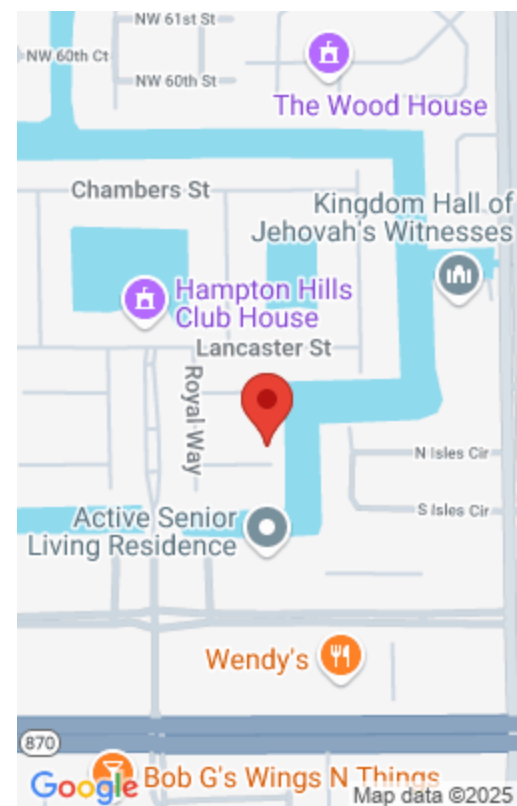 NW 61st St
NW 60th Ct
NW 60th St
The Wood House
Chambers St
Kingdom Hall of
Jehovah's Witnesses
Hampton Hills
Club House
Lancaster St
Royal Way
N Isles Cir
S Isles Cir
Active Senior
Living Residence
Wendy's
870
Bob G's Wings N Things
Google
Map data ©2025